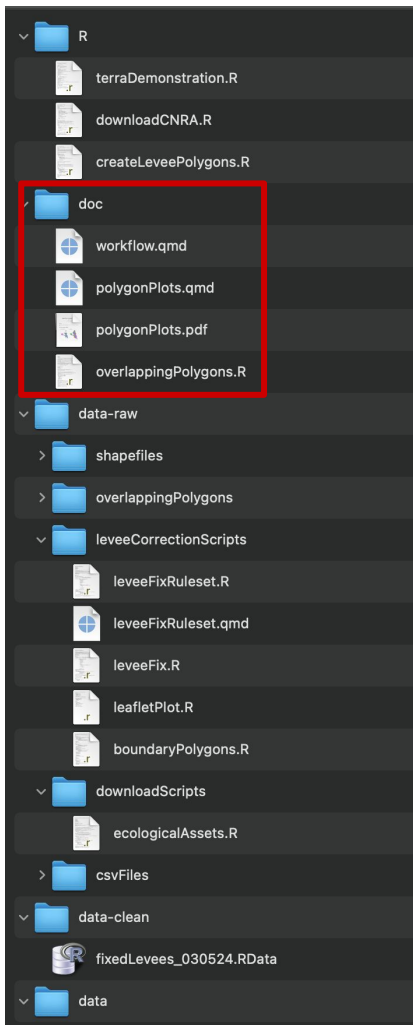 R
terraDemonstration.R
downloadCNRA.R
createLeveePolygons.R
doc
workflow.qmd
polygonPlots.qmd
polygonPlots.pdf
overlappingPolygons.R
data-raw
shapefiles
overlappingPolygons
leveeCorrectionScripts
leveeFixRuleset.R
leveeFixRuleset.qmd
leveeFix.R
leafletPlot.R
boundaryPolygons.R
downloadScripts
ecologicalAssets.R
csvFiles
data-clean
fixedLevees_030524.RData
data